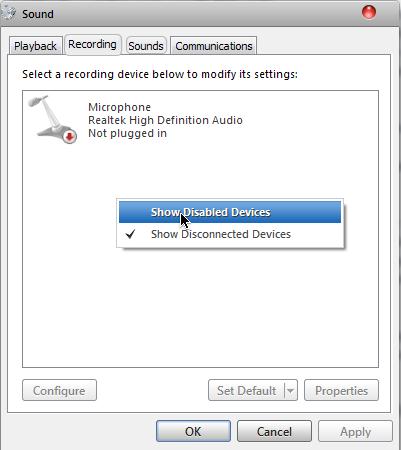 Sound
Playback Recording Sounds Communications
Select a recording device below to modify its settings:
Microphone
Realtek High Definition Audio
Not plugged in
Show Disabled Devices
Show Disconnected Devices
Configure Set Default Properties
OK Cancel Apply